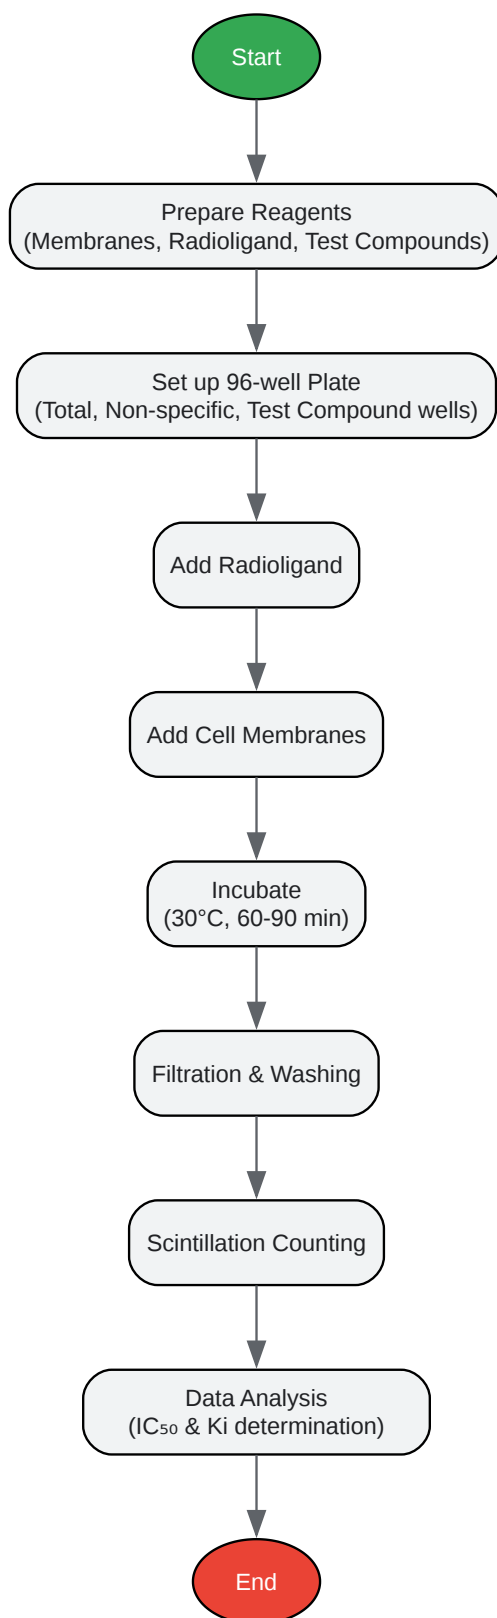 Start
Prepare Reagents
(Membranes, Radioligand, Test Compounds)
Set up 96-well Plate
(Total, Non-specific, Test Compound wells)
Add Radioligand
Add Cell Membranes
Incubate
(30°C, 60-90 min)
Filtration & Washing
Scintillation Counting
Data Analysis
(IC₅₀ & Ki determination)
End